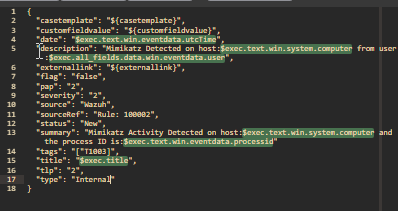 1 {
2 "casetemplate": "${casetemplate}",
3 "customfieldvalue": "${customfieldvalue}",
4 "date": "$exec.text.win.eventdata.utcTime",
5 "description": "Mimikatz Detected on host:$exec.text.win.system.computer from user
:$exec.all_fields.data.win.eventdata.user",
6 "externallink": "${externallink}",
7 "flag": "false",
8 "pap": "2",
9 "severity": "2",
10 "source": "Wazuh",
11 "sourceRef": "Rule: 100002",
12 "status": "New",
13 "summary": "Mimikatz Activity Detected on host:$exec.text.win.system.computer and
the process ID is:$exec.text.win.eventdata.processid"
14 "tags": "["T1003"]",
15 "title": "$exec.title",
16 "tlp": "2",
17 "type": "Internal"
18 }